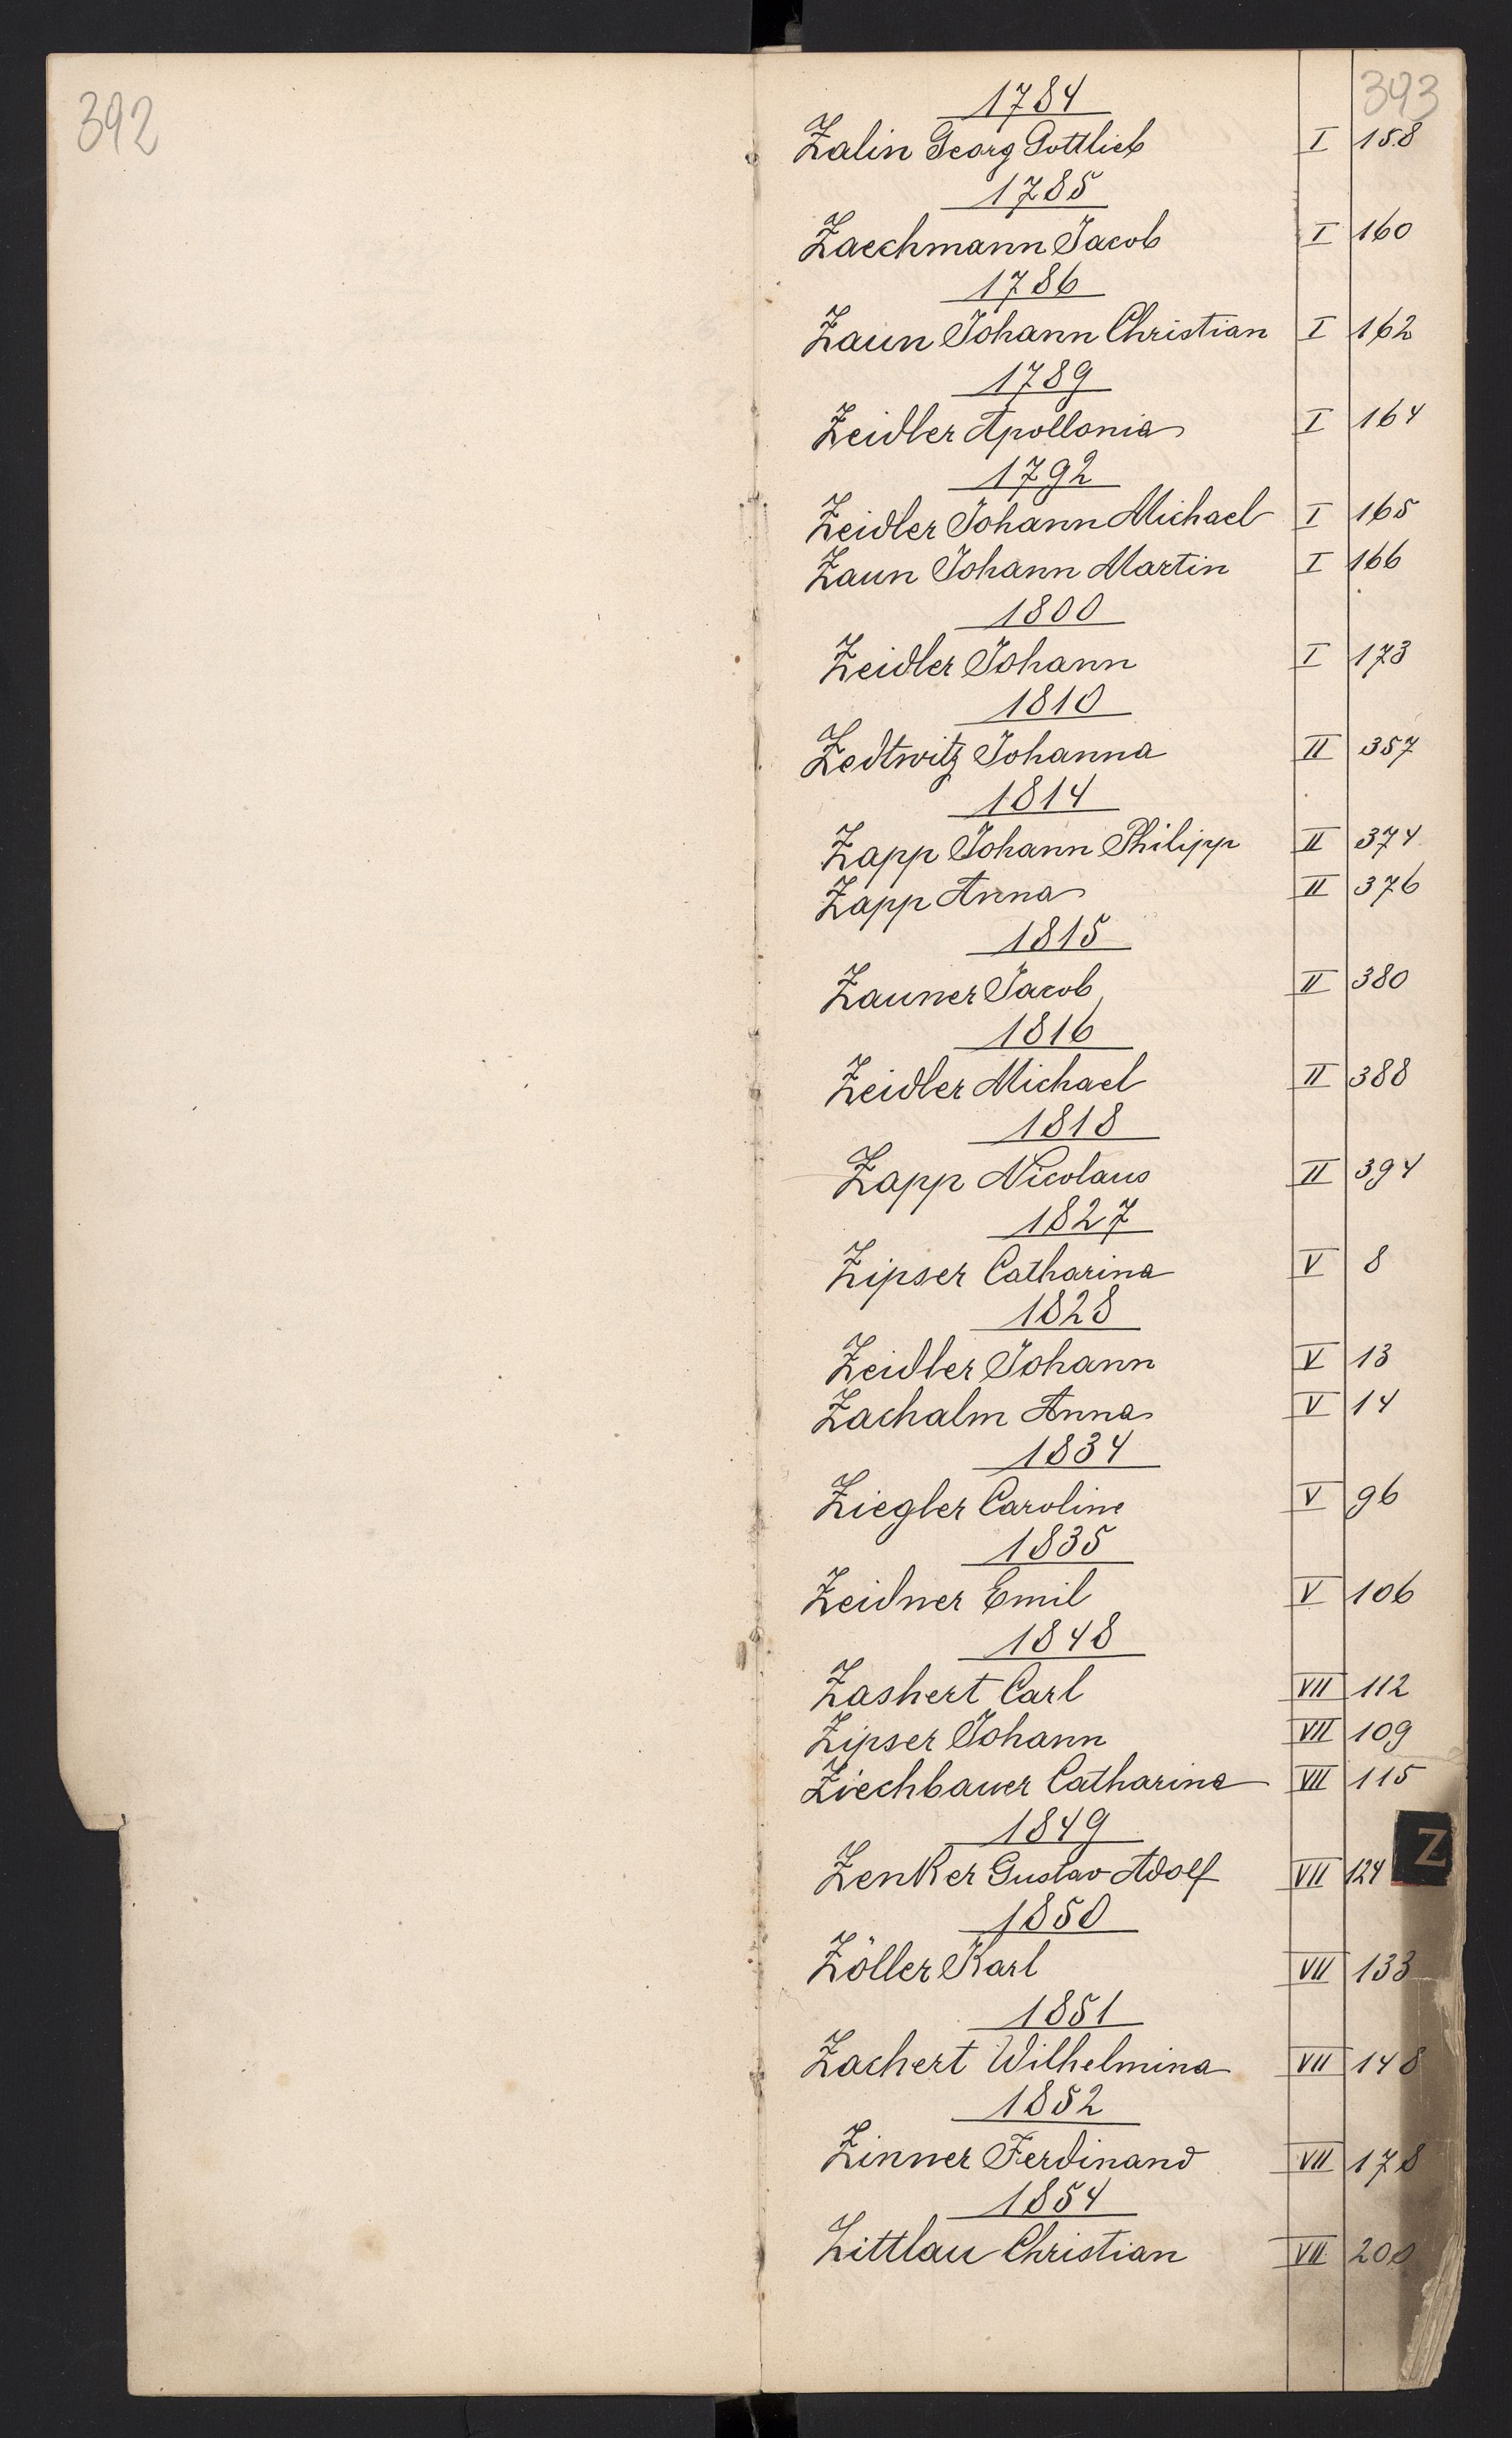 392
393
1784
Zalin Georg Gottlieb I 158
1785
Zaechmann Jacob I 160
1786
Zaun Johann Christian I 162
1789
Zeidler Apollonia I 164
1792
Zeidler Johann Michael I 165
Zaun Johann Martin I 166
1800
Zeidler Johann I 173
1810
Zedtwitz Johanna II 357
1814
Zapp Johann Philipp II 374
Zapp Anna II 376
1815
Zauner Jacob II 380
1816
Zeidler Michael II 388
1818
Zapp Nicolaus II 394
1827
Zipser Catharina V 8
1828
Zeidler Johann V 13
Zachalm Anna V 14
1834
Ziegler Caroline V 96
1835
Zeidner Emil V 106
1848
Zashert Carl VII 112
Zipser Johann VII 109
Ziechbauer Catharina VII 115
1849
Z
Zenker Gustav Adolf VII 124
1850
Zöller Karl VII 133
1851
Zachert Wilhelmina VII 148
1852
Zinner Ferdinand VII 178
1854
Zittlau Christian VII